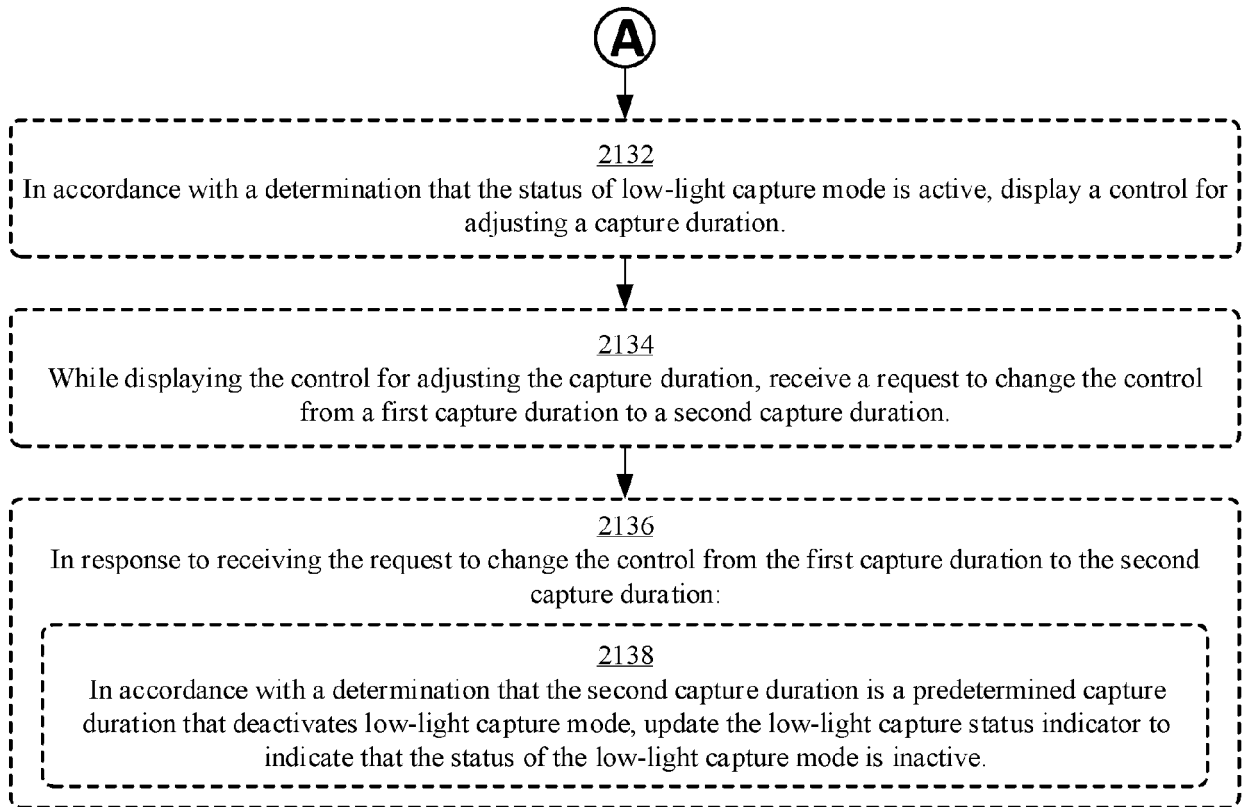 A
2132
In accordance with a determination that the status of low-light capture mode is active, display a control for
adjusting a capture duration.
2134
While displaying the control for adjusting the capture duration, receive a request to change the control
from a first capture duration to a second capture duration.
2136
In response to receiving the request to change the control from the first capture duration to the second
capture duration:
2138
In accordance with a determination that the second capture duration is a predetermined capture
duration that deactivates low-light capture mode, update the low-light capture status indicator to
indicate that the status of the low-light capture mode is inactive.